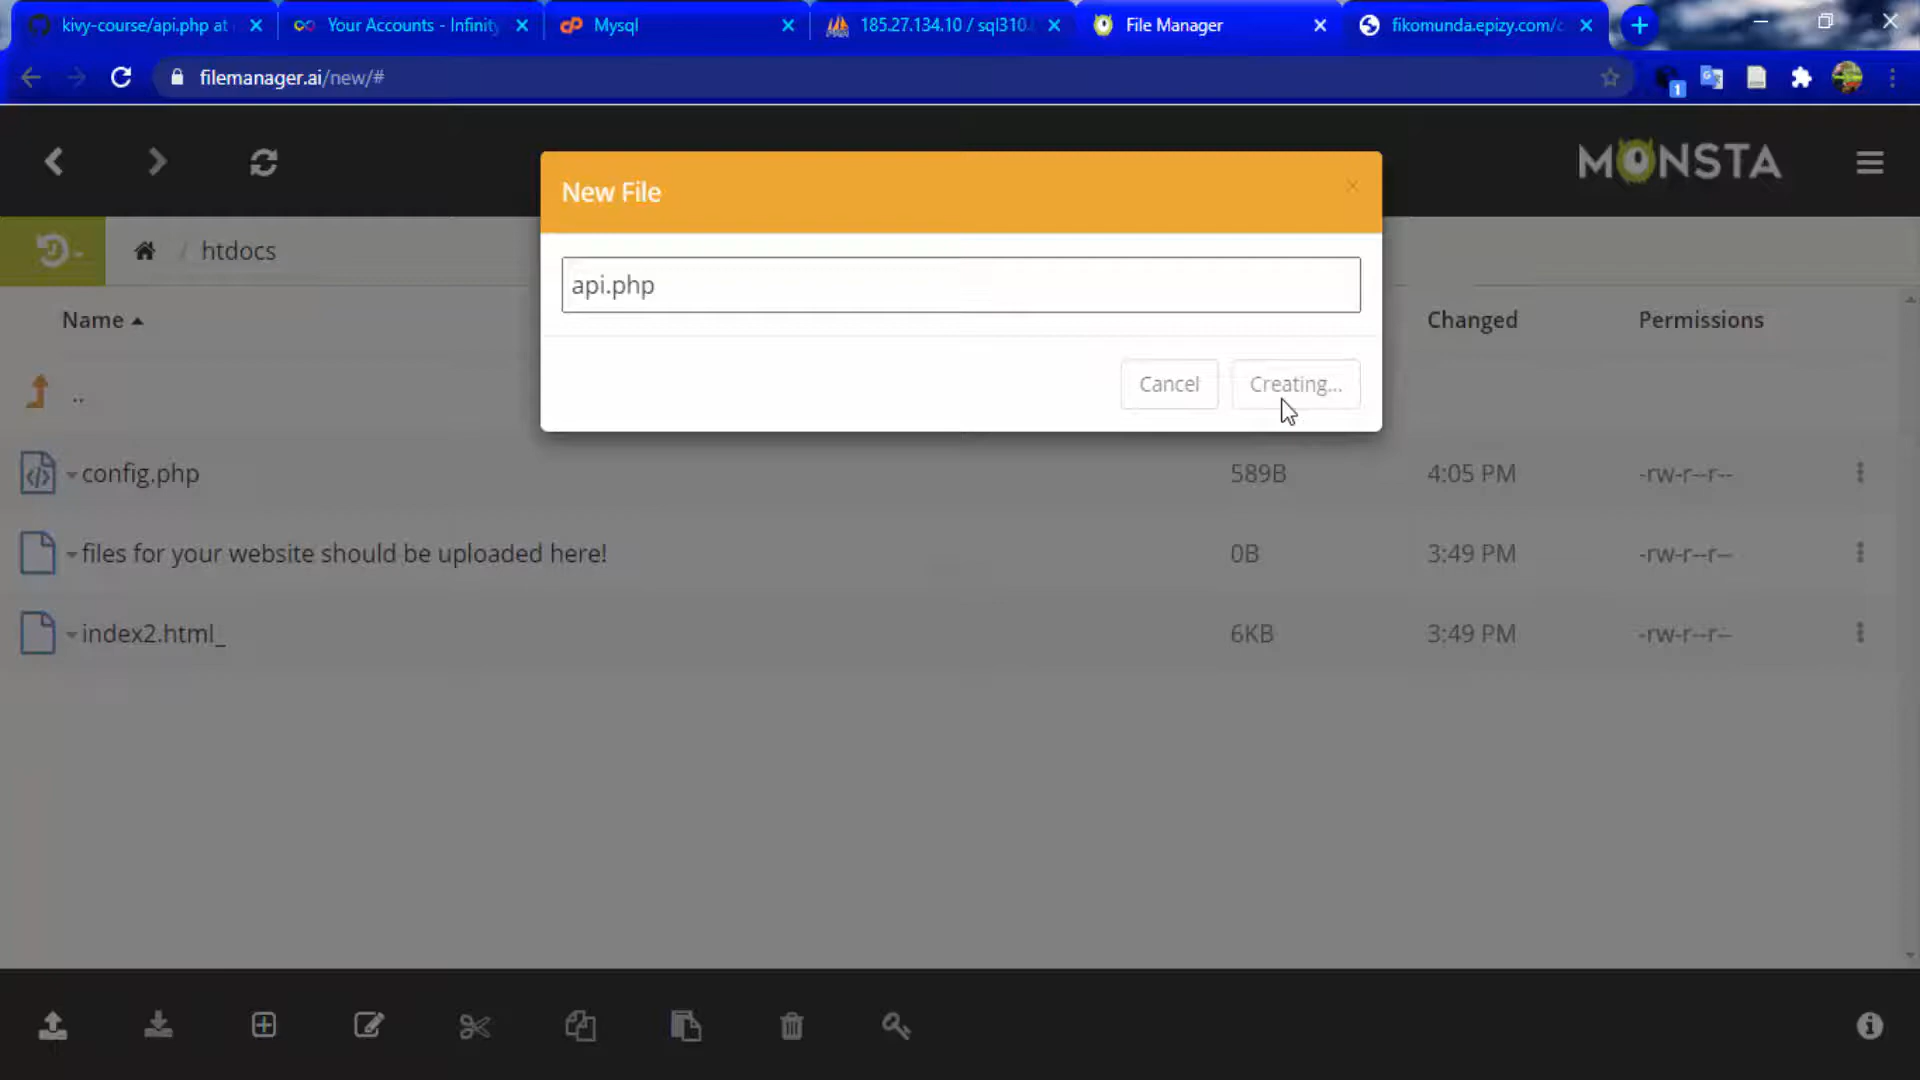 kivy-course/api.php at
Your Accounts - Infinity
Mysql
185.27.134.10 / sql310.
File Manager
fikomunda.epizy.com/c
filemanager.ai/new/#
1
MONSTA
New File
api.php
Cancel
Creating...
htdocs
Name
Changed
Permissions
..
config.php
589B
4:05 PM
-rw-r--r--
files for your website should be uploaded here!
0B
3:49 PM
-rw-r--r--
index2.html_
6KB
3:49 PM
-rw-r--r--